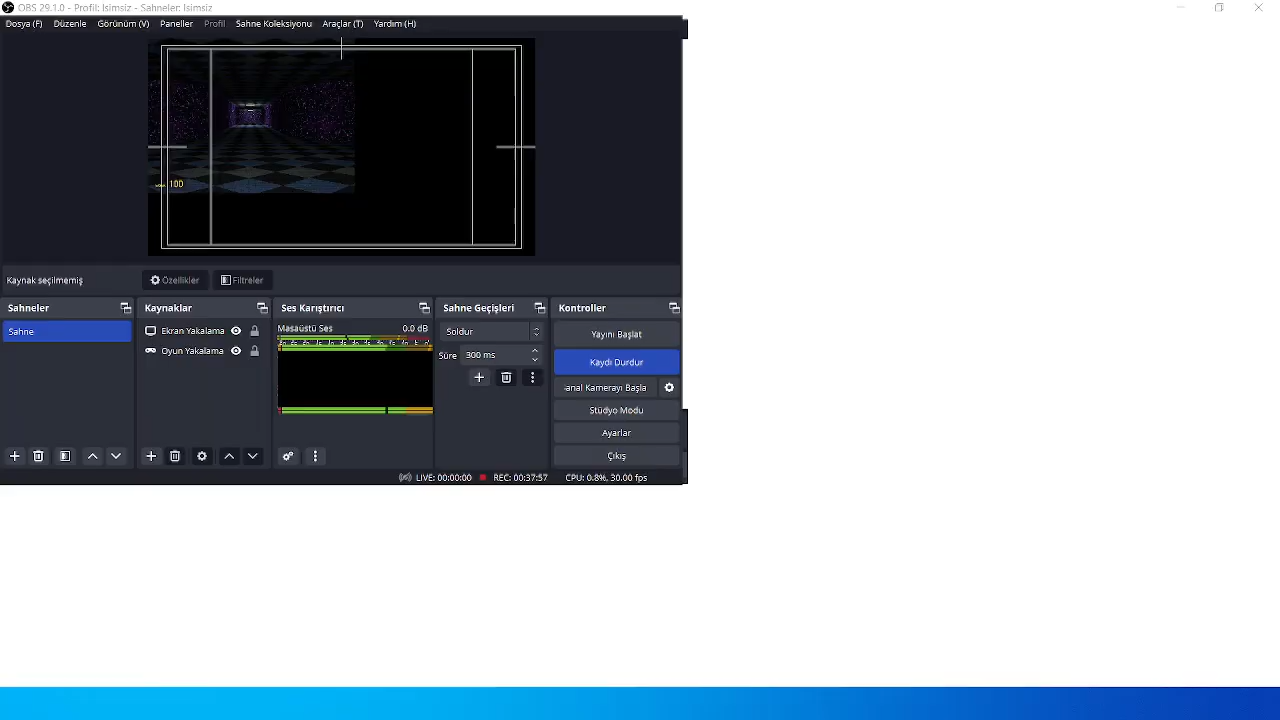 OBS 29.1.0 - Profil: İsimsiz - Sahneler: İsimsiz
Dosya (F) Düzenle Görünüm (V) Paneller Profil Sahne Koleksiyonu Araçlar (T) Yardım (H)
100
Kaynak seçilmemiş Özellikler Filtreler
Sahneler Kaynaklar Ses Karıştırıcı Sahne Geçişleri Kontroller
Sahne
Ekran Yakalama
Oyun Yakalama
Masaüstü Ses 0.0 dB
Soldur
Süre 300 ms
Yayını Başlat
Kaydı Durdur
anal Kamerayı Başla
Stüdyo Modu
Ayarlar
Çıkış
LIVE: 00:00:00 REC: 00:37:57 CPU: 0.8%, 30.00 fps